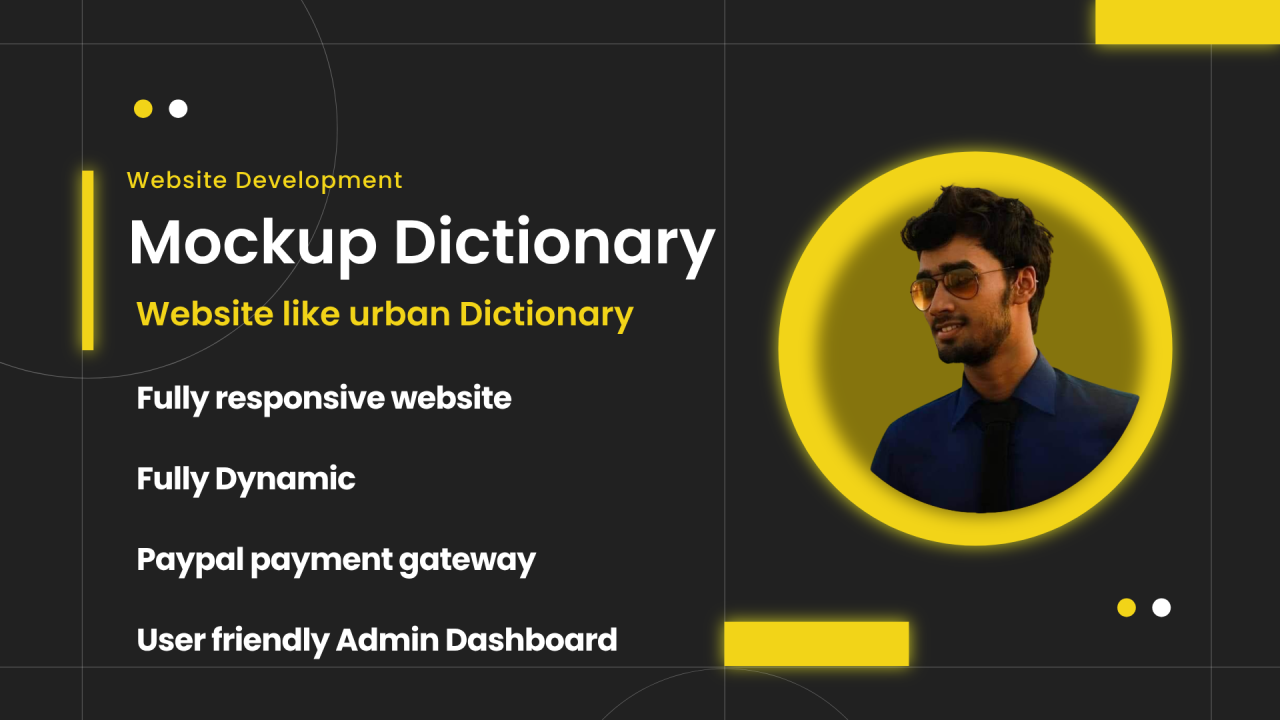 Website Development
Mockup Dictionary
Website like urban Dictionary
Fully responsive website
Fully Dynamic
Paypal payment gateway
User friendly Admin Dashboard